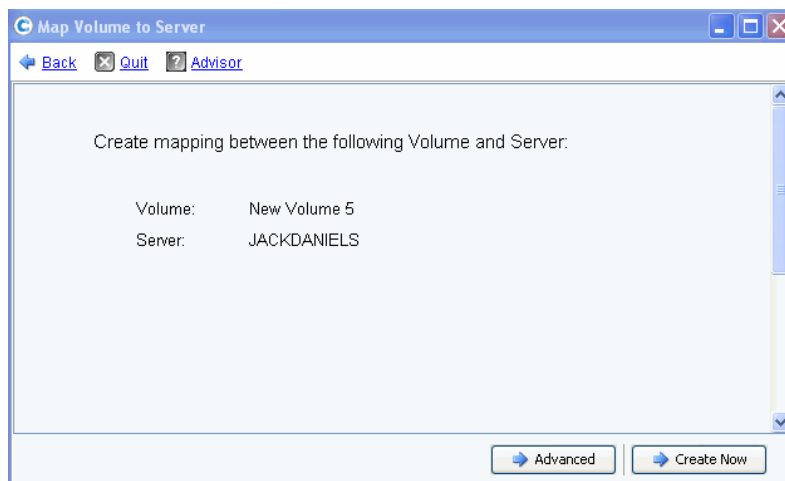 Map Volume to Server
Back Quit Advisor
Create mapping between the following Volume and Server:
Volume: New Volume 5
Server: JACKDANIELS
Advanced Create Now